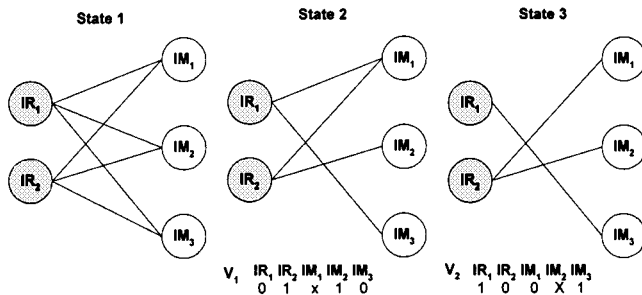 State 1
State 2
State 3
IR1
IR2
IM1
IM2
IM3
IR1
IR2
IM1
IM2
IM3
IR1
IR2
IM1
IM2
IM3
V1 IR1 IR2 IM1 IM2 IM3
0 1 x 1 0
V2 IR1 IR2 IM1 IM2 IM3
1 0 0 X 1